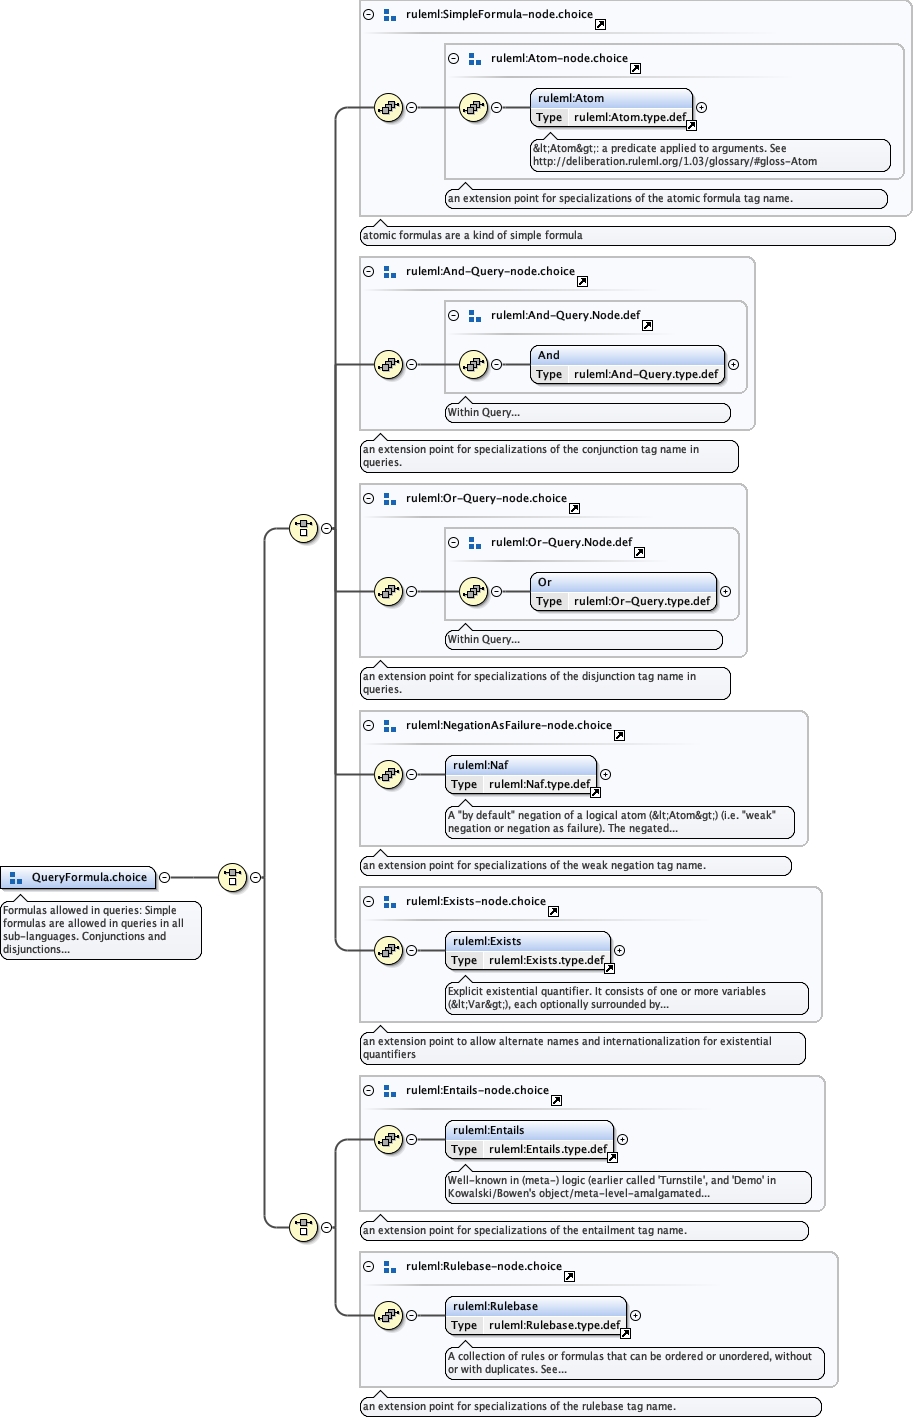 ruleml:SimpleFormula-node.choice
ruleml:Atom-node.choice
ruleml:Atom
Type ruleml:Atom.type.def
&lt;Atom&gt;: a predicate applied to arguments. See
http://deliberation.ruleml.org/1.03/glossary/#gloss-Atom
an extension point for specializations of the atomic formula tag name.
atomic formulas are a kind of simple formula
ruleml:And-Query-node.choice
ruleml:And-Query.Node.def
And
Type ruleml:And-Query.type.def
Within Query...
an extension point for specializations of the conjunction tag name in
queries.
ruleml:Or-Query-node.choice
ruleml:Or-Query.Node.def
Or
Type ruleml:Or-Query.type.def
Within Query...
an extension point for specializations of the disjunction tag name in
queries.
ruleml:NegationAsFailure-node.choice
ruleml:Naf
Type ruleml:Naf.type.def
A "by default" negation of a logical atom (&lt;Atom&gt;) (i.e. "weak"
negation or negation as failure). The negated...
an extension point for specializations of the weak negation tag name.
QueryFormula.choice
Formulas allowed in queries: Simple
formulas are allowed in queries in all
sub-languages. Conjunctions and
disjunctions...
ruleml:Exists-node.choice
ruleml:Exists
Type ruleml:Exists.type.def
Explicit existential quantifier. It consists of one or more variables
(&lt;Var&gt;), each optionally surrounded by...
an extension point to allow alternate names and internationalization for existential
quantifiers
ruleml:Entails-node.choice
ruleml:Entails
Type ruleml:Entails.type.def
Well-known in (meta-) logic (earlier called 'Turnstile', and 'Demo' in
Kowalski/Bowen's object/meta-level-amalgamated...
an extension point for specializations of the entailment tag name.
ruleml:Rulebase-node.choice
ruleml:Rulebase
Type ruleml:Rulebase.type.def
A collection of rules or formulas that can be ordered or unordered, without
or with duplicates. See...
an extension point for specializations of the rulebase tag name.